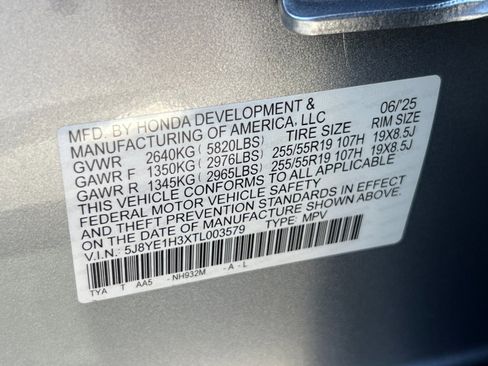 MFD. BY HONDA DEVELOPMENT & 06/'25
MANUFACTURING OF AMERICA, LLC TIRE SIZE RIM SIZE
GVWR 2640KG ( 5820LBS)
GAWR F 1350KG ( 2976LBS) 255/55R19 107H 19X8.5J
GAWR R 1345KG ( 2965LBS) 255/55R19 107H 19X8.5J
THIS VEHICLE CONFORMS TO ALL APPLICABLE
FEDERAL MOTOR VEHICLE SAFETY
AND THEFT PREVENTION STANDARDS IN EFFECT
ON THE DATE OF MANUFACTURE SHOWN ABOVE.
V.I.N.: 5J8YE1H3XTL003579 TYPE: MPV
TYA T AA5 - NH932M - A - L